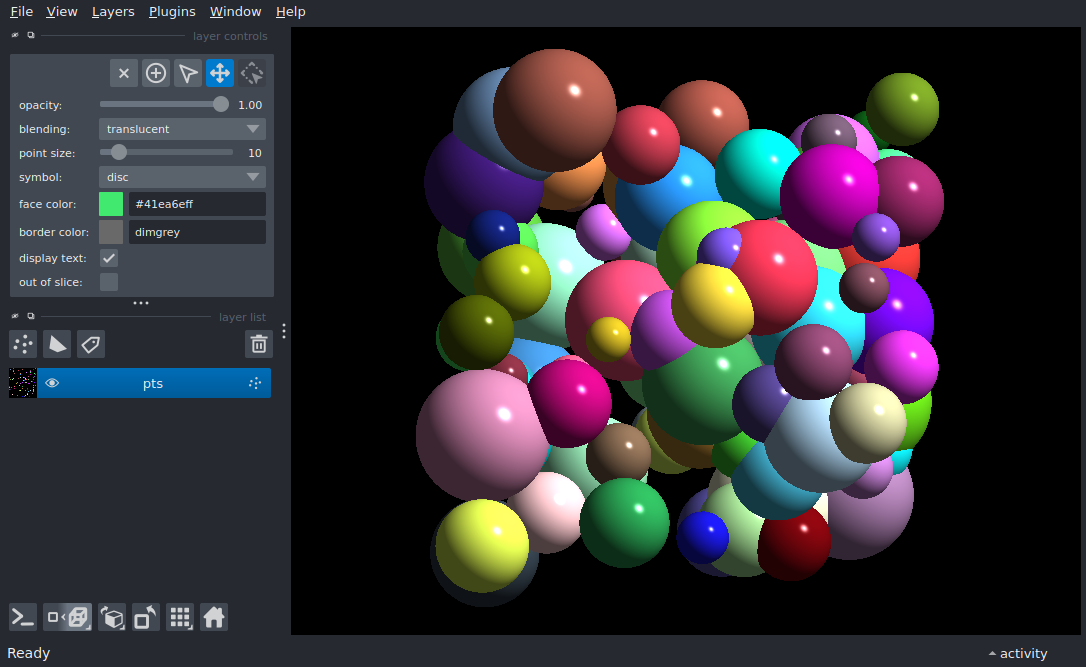 File View Layers Plugins Window Help
layer controls
opacity: 1.00
blending: translucent
point size: 10
symbol: disc
face color: #41ea6eff
border color: dimgrey
display text:
out of slice:
layer list
pts
Ready
activity